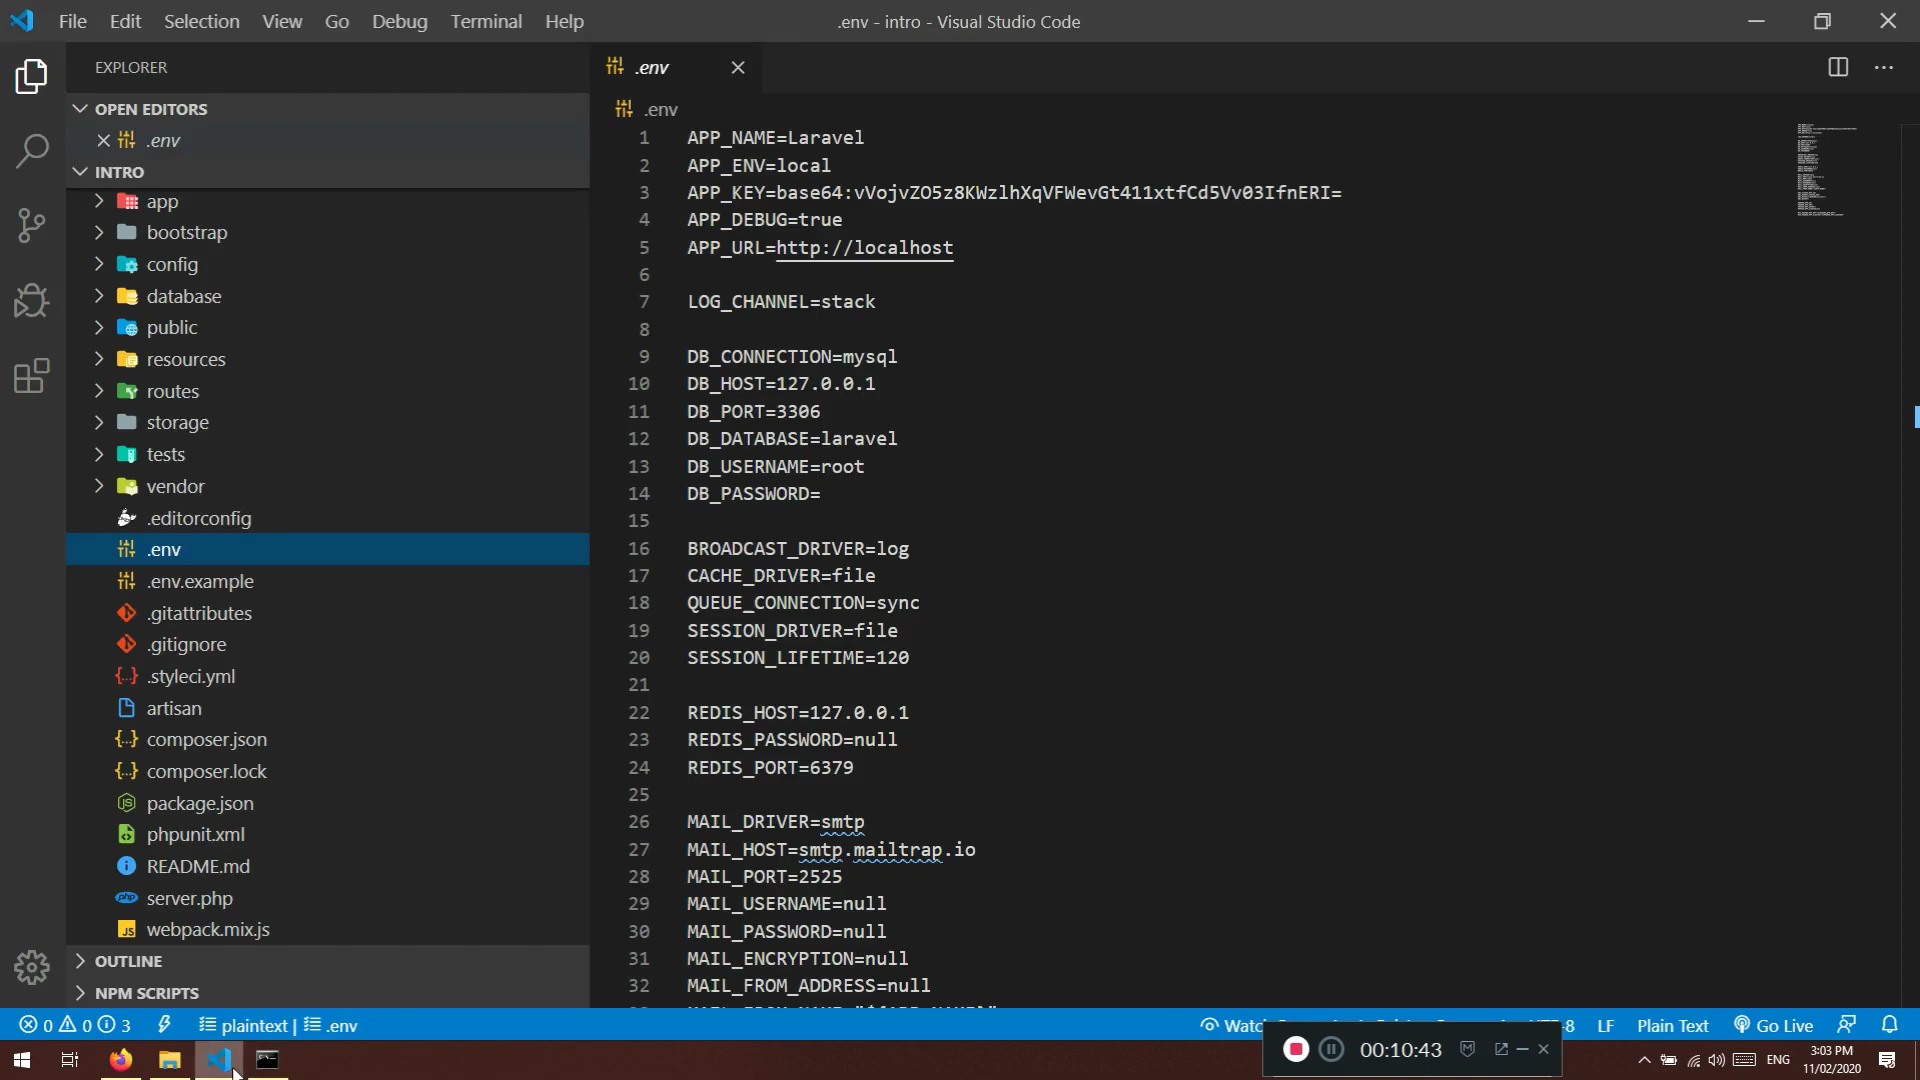 File Edit Selection View Go Debug Terminal Help
.env - intro - Visual Studio Code
EXPLORER
OPEN EDITORS
.env
INTRO
app
bootstrap
config
database
public
resources
routes
storage
tests
vendor
.editorconfig
.env
.env.example
.gitattributes
.gitignore
.styleci.yml
artisan
composer.json
composer.lock
package.json
phpunit.xml
README.md
server.php
webpack.mix.js
OUTLINE
NPM SCRIPTS
.env
.env
1 APP_NAME=Laravel
2 APP_ENV=local
3 APP_KEY=base64:vVojvZO5z8KWzlhXqVFWevGt411xtfCd5Vv03IfnERI=
4 APP_DEBUG=true
5 APP_URL=http://localhost
6
7 LOG_CHANNEL=stack
8
9 DB_CONNECTION=mysql
10 DB_HOST=127.0.0.1
11 DB_PORT=3306
12 DB_DATABASE=laravel
13 DB_USERNAME=root
14 DB_PASSWORD=
15
16 BROADCAST_DRIVER=log
17 CACHE_DRIVER=file
18 QUEUE_CONNECTION=sync
19 SESSION_DRIVER=file
20 SESSION_LIFETIME=120
21
22 REDIS_HOST=127.0.0.1
23 REDIS_PASSWORD=null
24 REDIS_PORT=6379
25
26 MAIL_DRIVER=smtp
27 MAIL_HOST=smtp.mailtrap.io
28 MAIL_PORT=2525
29 MAIL_USERNAME=null
30 MAIL_PASSWORD=null
31 MAIL_ENCRYPTION=null
32 MAIL_FROM_ADDRESS=null
0 0 3 plaintext | .env LF Plain Text Go Live
00:10:43
ENG
3:03 PM
11/02/2020